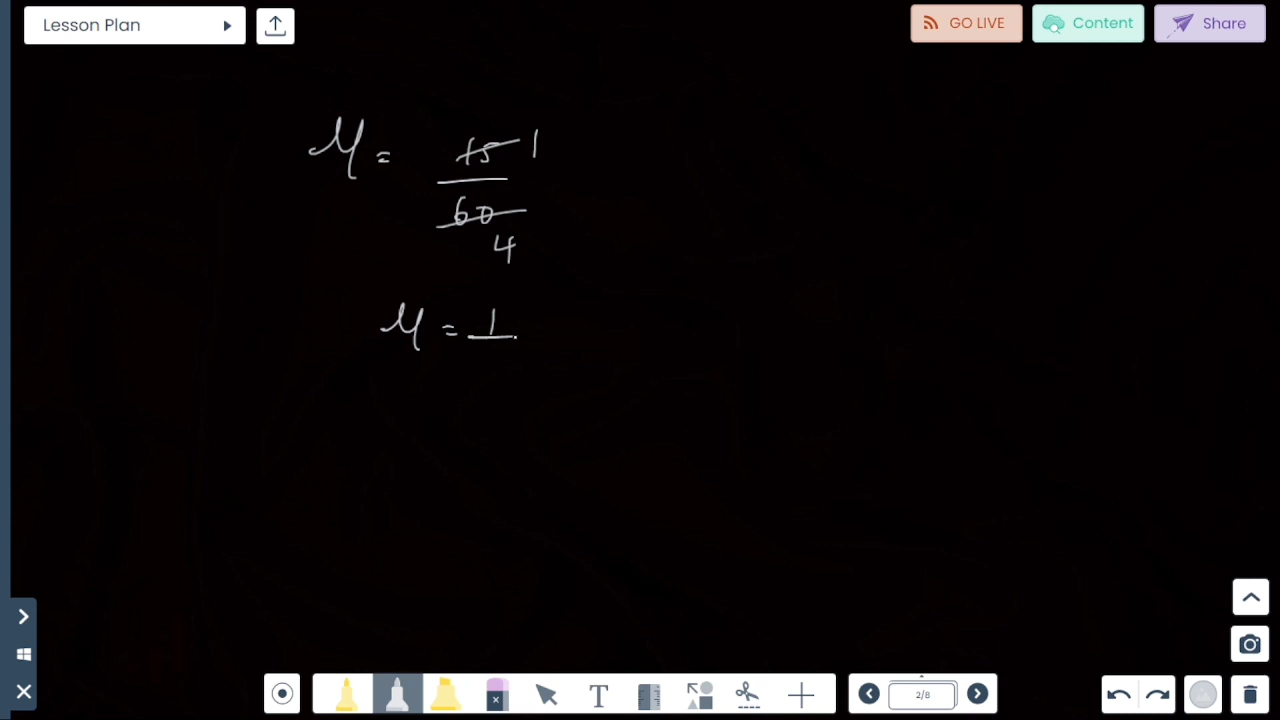 Lesson Plan
GO LIVE
Content
Share
M = 15 1
60
4
M = 1
T
2/8